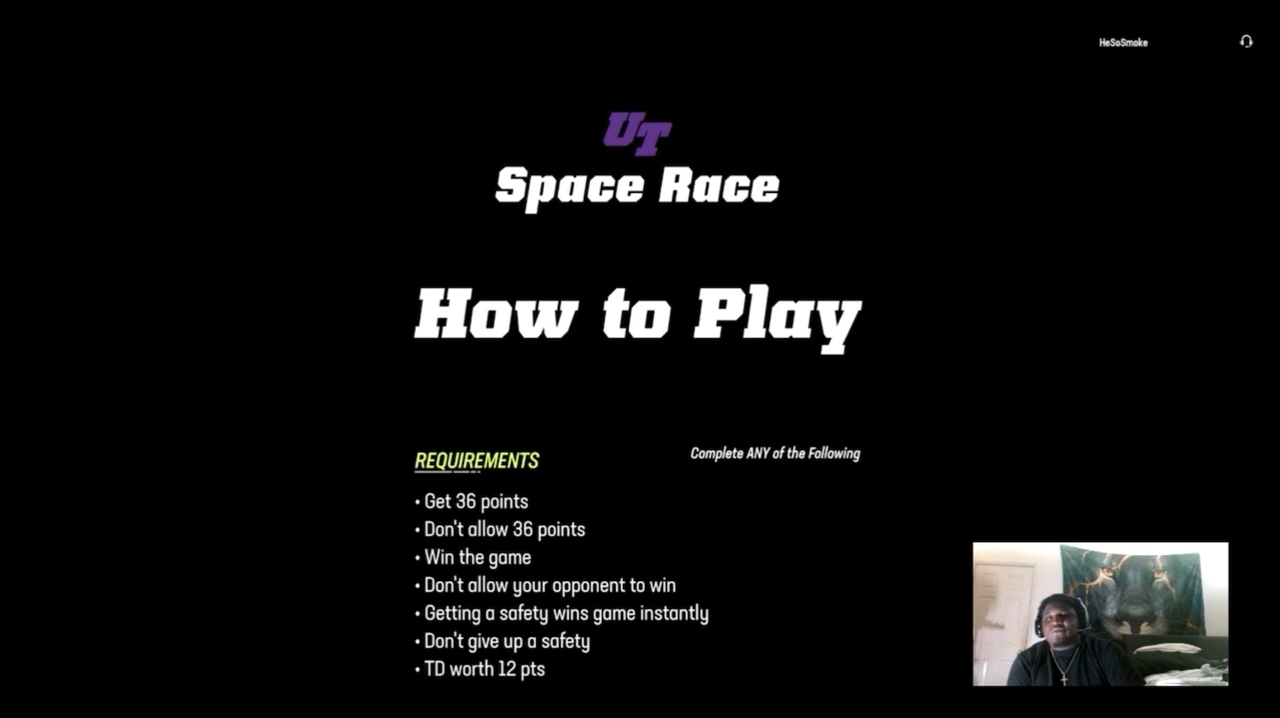 HeSoSmoke
UT
Space Race
How to Play
REQUIREMENTS
Complete ANY of the Following
• Get 36 points
• Don't allow 36 points
• Win the game
• Don't allow your opponent to win
• Getting a safety wins game instantly
• Don't give up a safety
• TD worth 12 pts